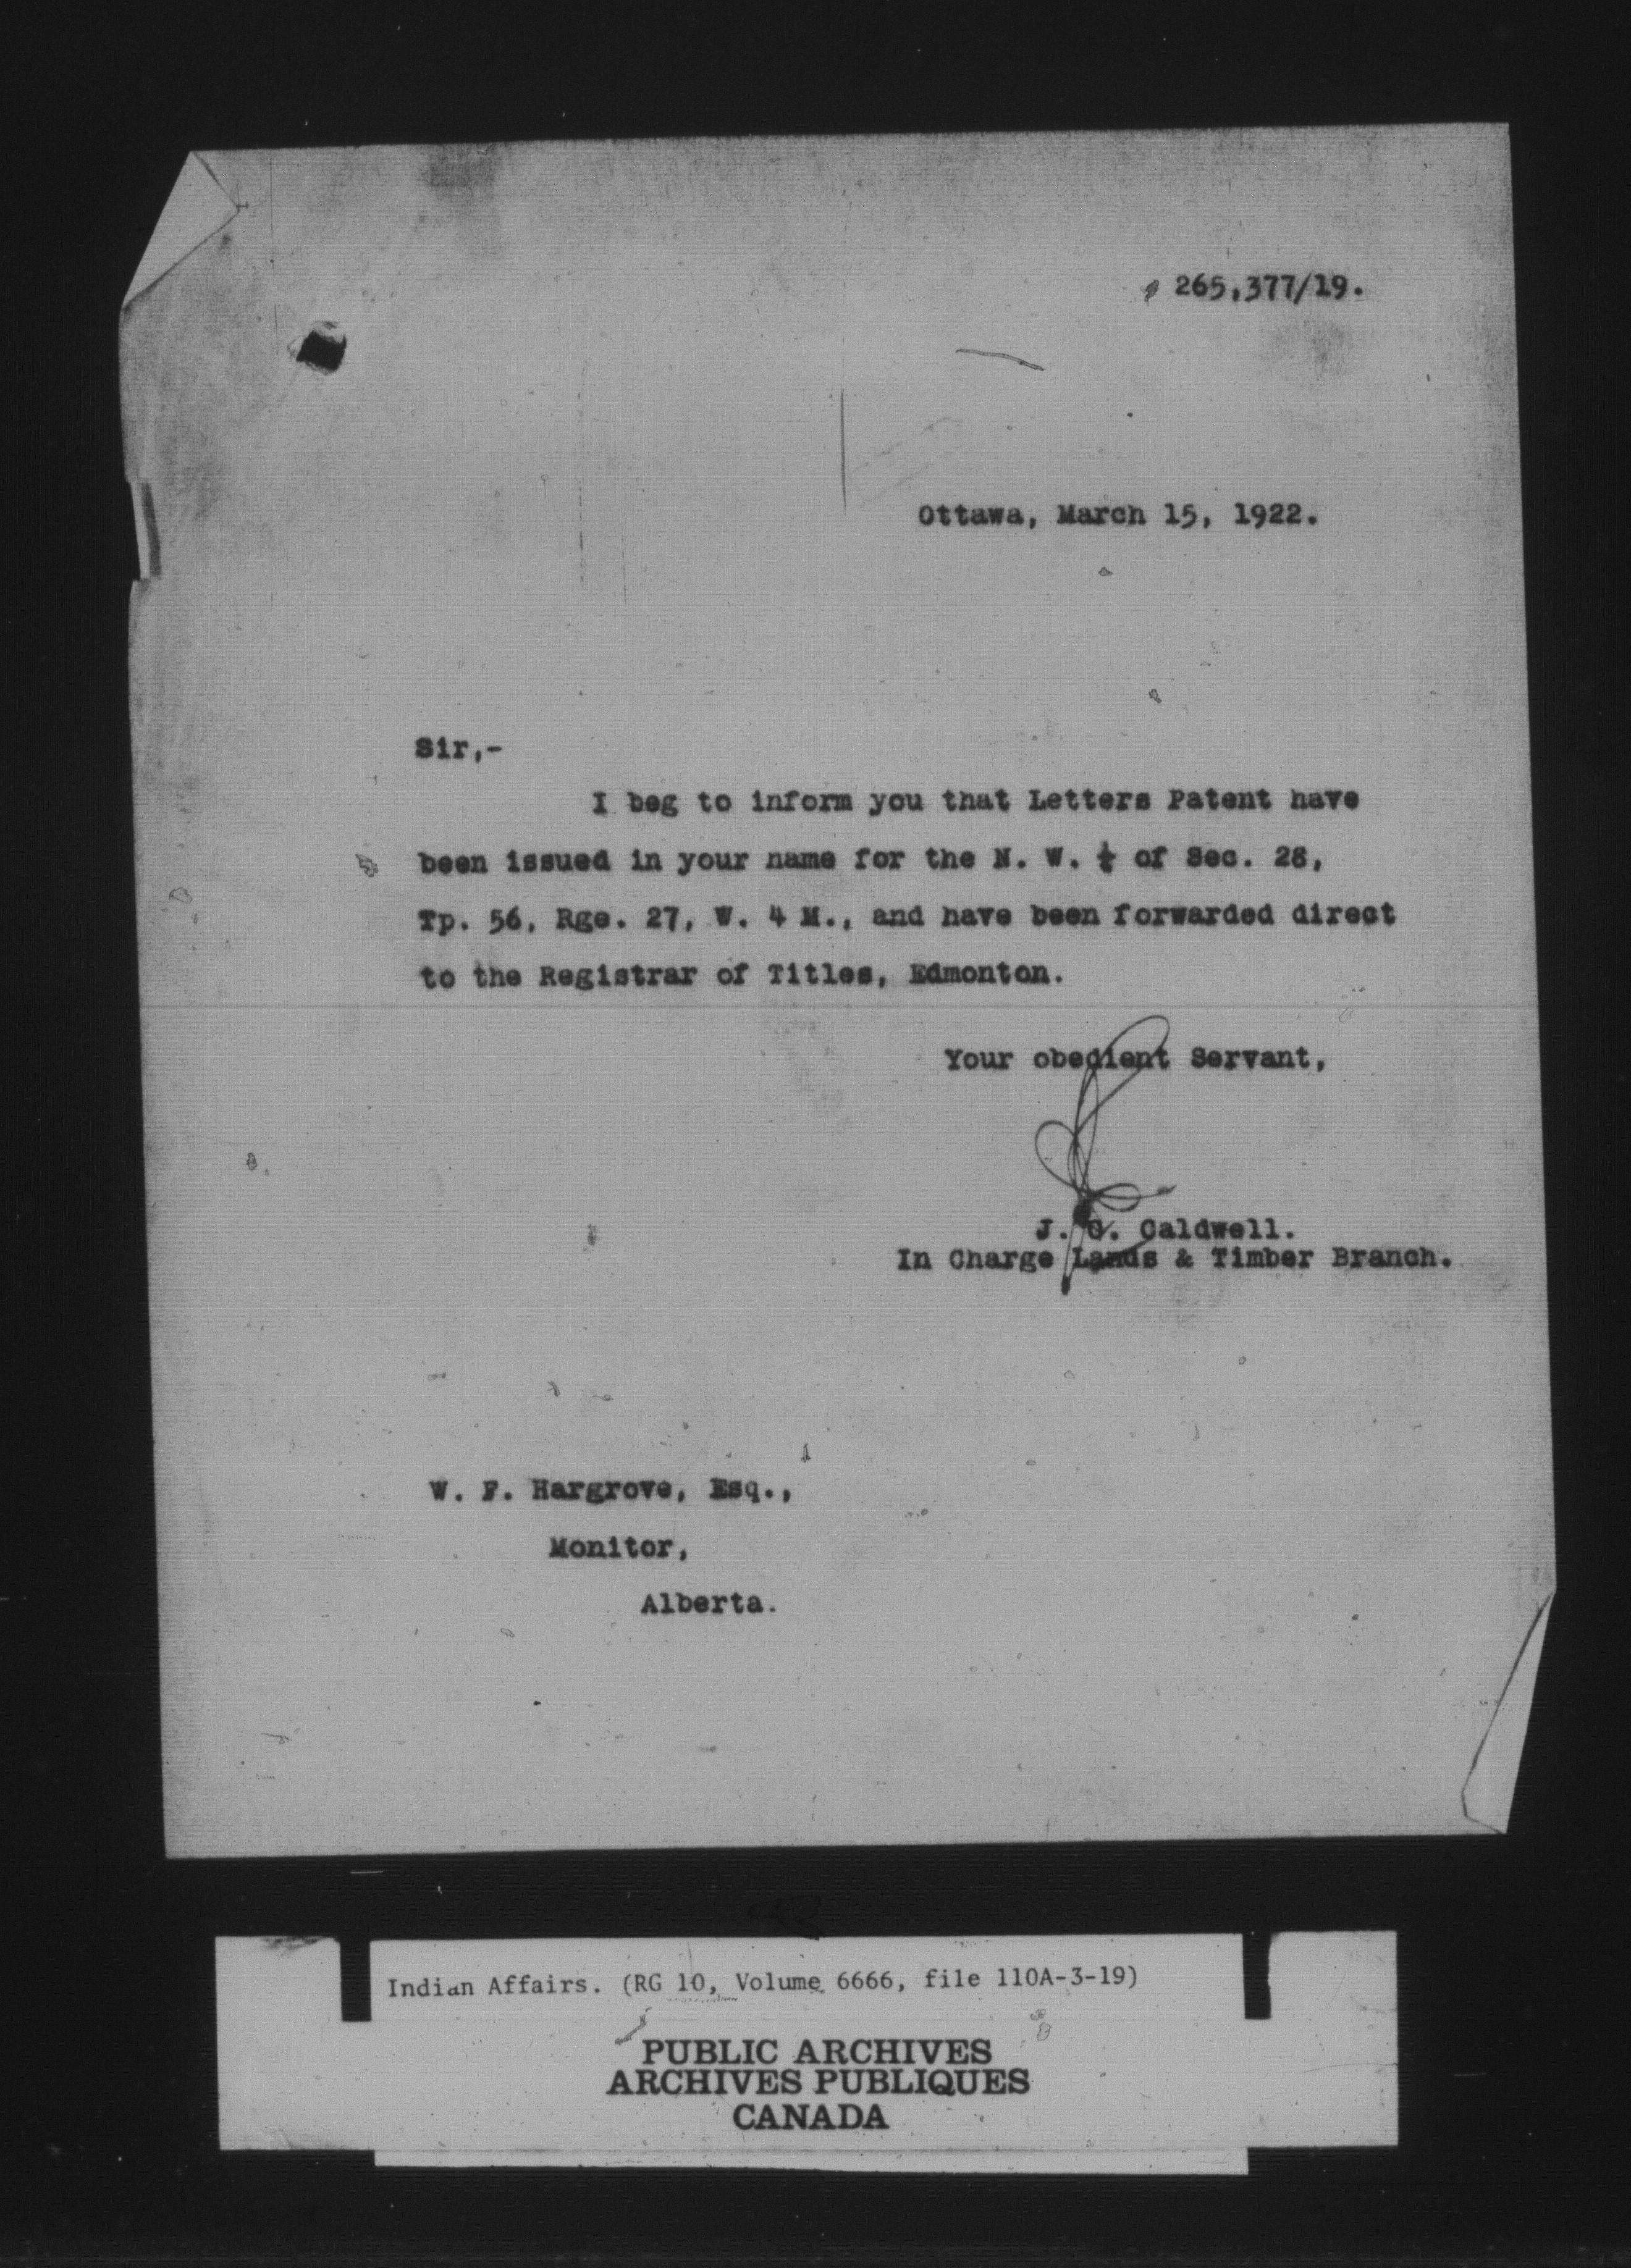 265,377/19.
Ottawa, March 15, 1922.
Sir,-
I beg to inform you that Letters Patent have
been issued in your name for the N. W. ¼ of Sec. 28,
Tp. 56, Rge. 27, W. 4 M., and have been forwarded direct
to the Registrar of Titles, Edmonton.
Your obedient Servant,
J. C. Caldwell.
In Charge Lands & Timber Branch.
W. F. Hargrove, Esq.,
Monitor,
Alberta.
Indian Affairs. (RG 10, Volume 6666, file 110A-3-19)
PUBLIC ARCHIVES
ARCHIVES PUBLIQUES
CANADA